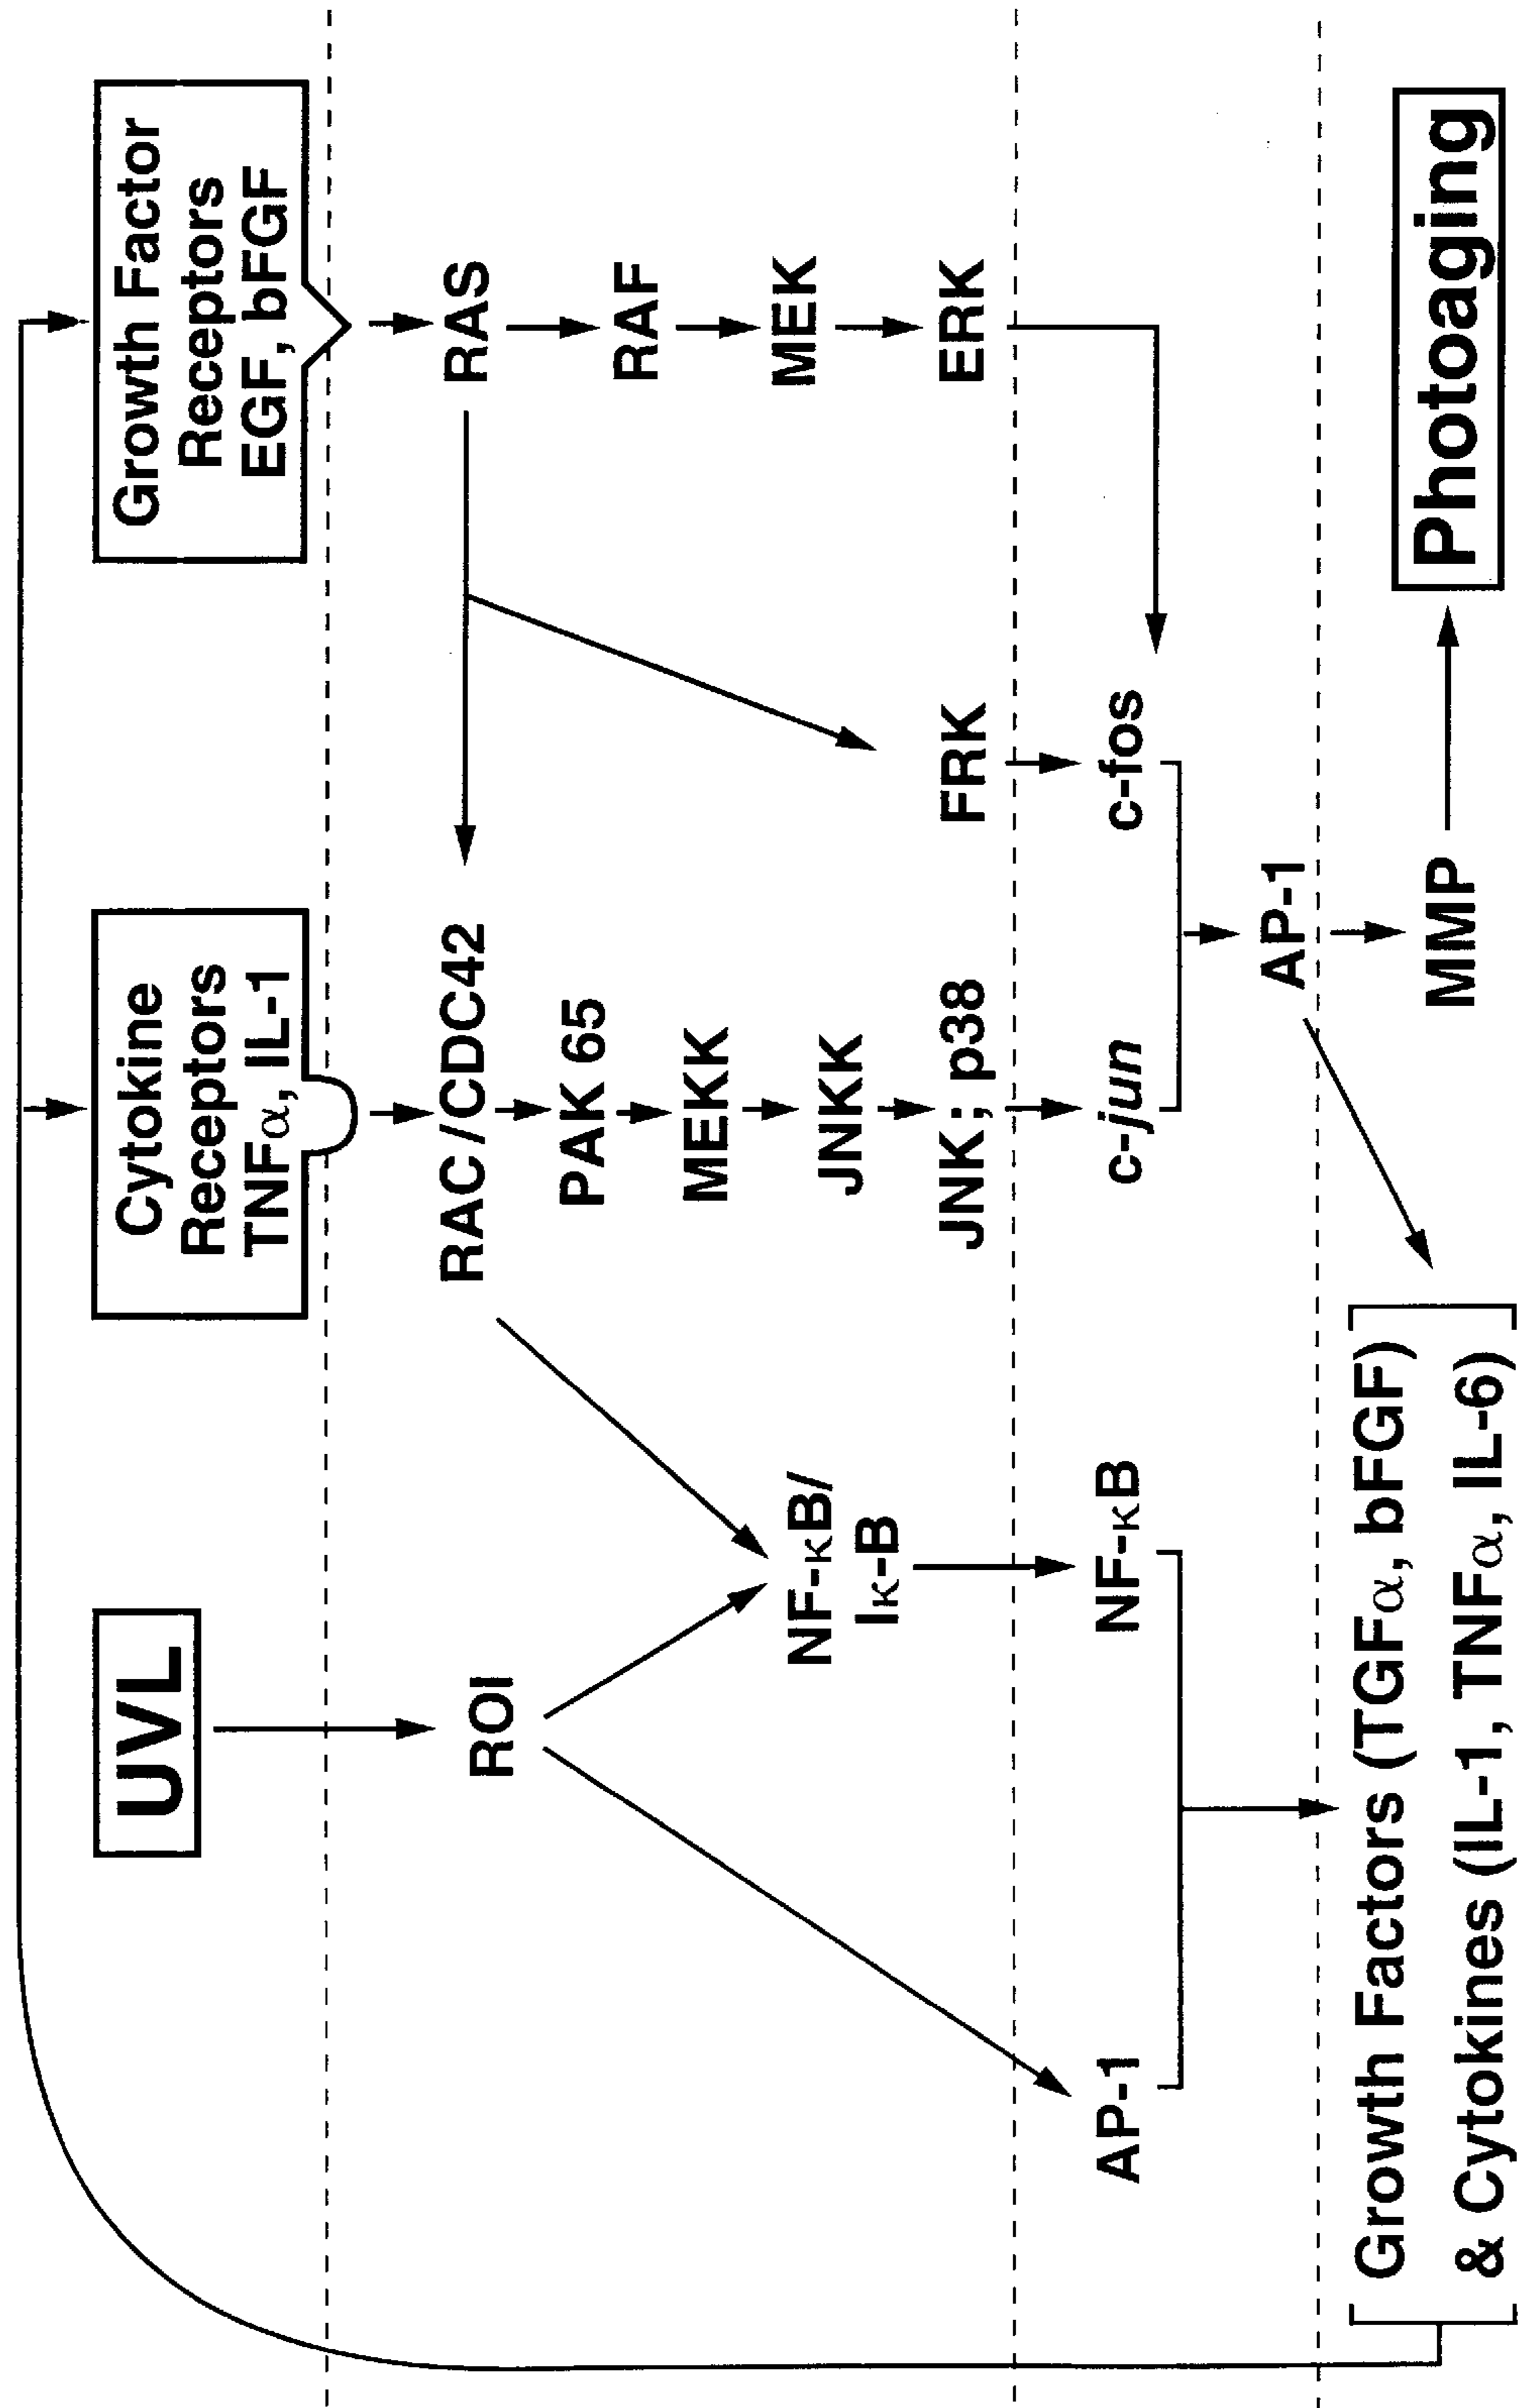 UVL
Cytokine
Receptors
TNFα, IL-1
Growth Factor
Receptors
EGF, bFGF
ROI
RAC / CDC42
RAS
PAK 65
RAF
MEKK
MEK
NF-κB/
Iκ-B
JNKK
JNK ; p38
FRK
ERK
AP-1
NF-κB
c-jun
c-fos
AP-1
Growth Factors (TGFα, bFGF)
& Cytokines (IL-1, TNFα, IL-6)
MMP
Photoaging